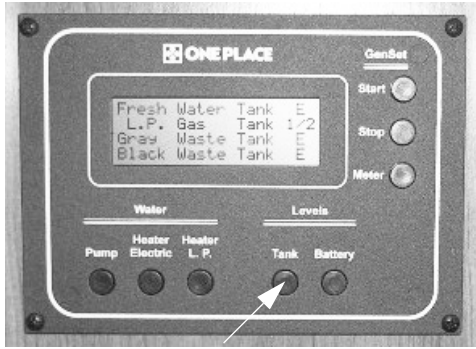 ONE PLACE
GenSet
Start
Fresh Water Tank E
L.P. Gas Tank 1/2
Gray Waste Tank E
Black Waste Tank E
Stop
Meter
Water
Levels
Pump
Heater Electric
Heater L. P.
Tank
Battery